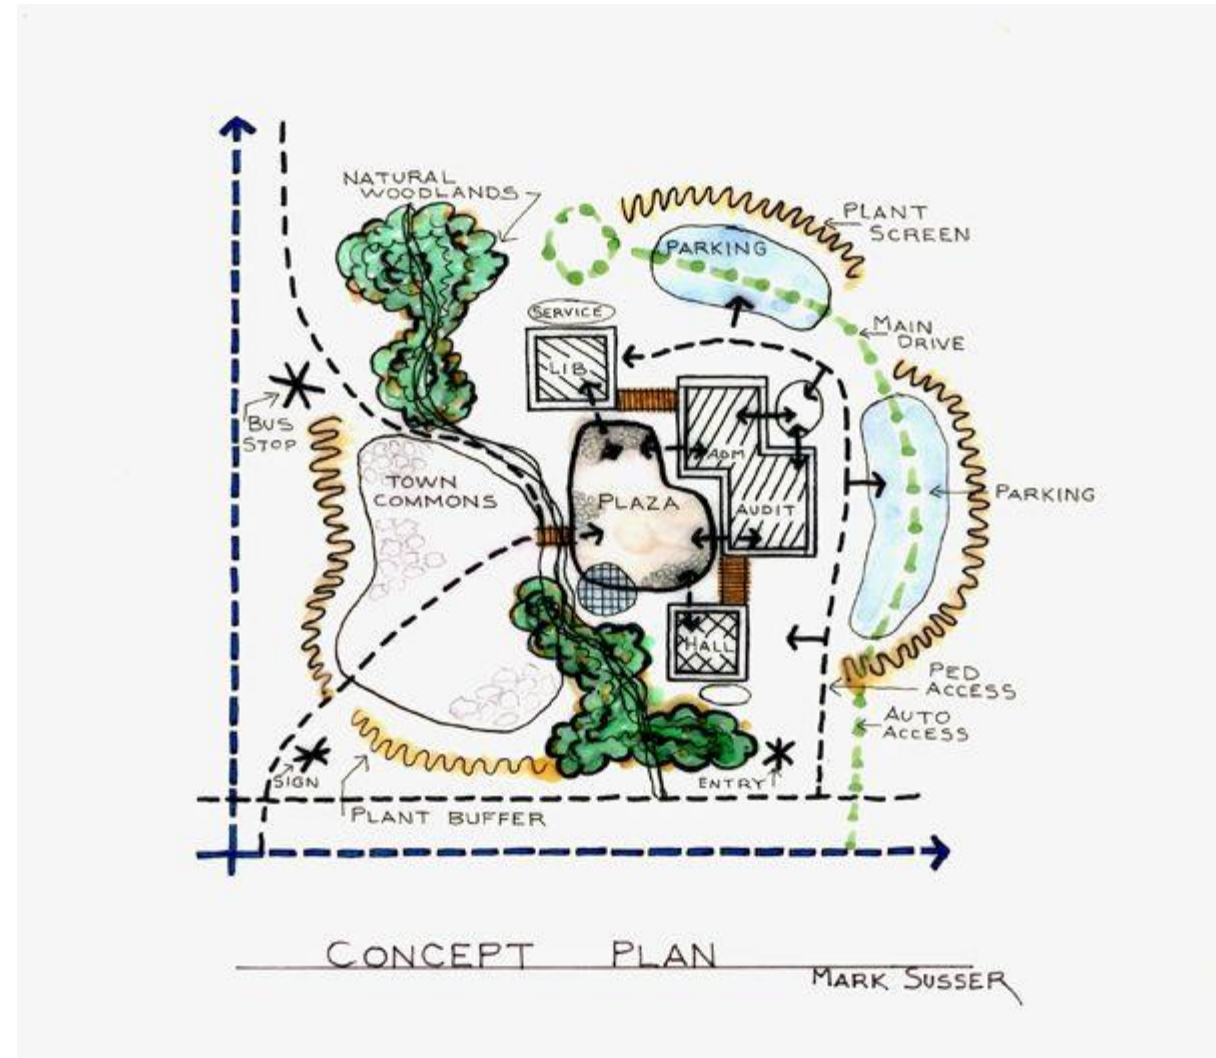 NATURAL
WOODLANDS
PLANT
SCREEN
PARKING
SERVICE
MAIN
DRIVE
LIB
BUS
STOP
TOWN
COMMONS
ADM
PLAZA
AUDIT
PARKING
HALL
PED
ACCESS
AUTO
ACCESS
SIGN
ENTRY
PLANT BUFFER
CONCEPT PLAN
MARK SUSSER